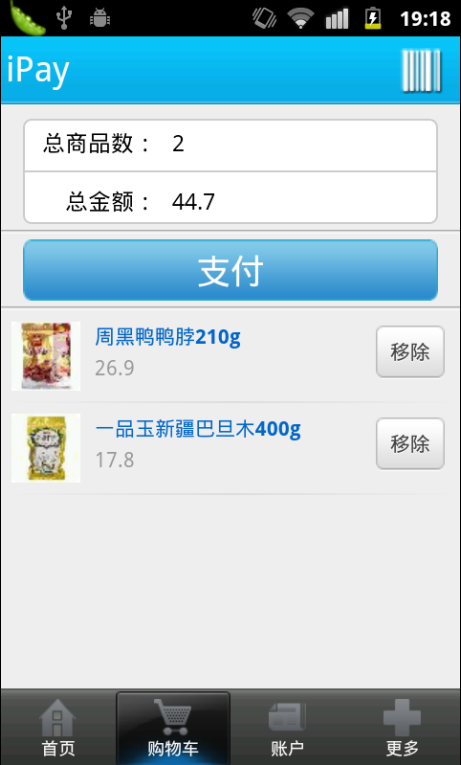 19:18
iPay
总商品数： 2
总金额： 44.7
支付
周黑鸭鸭脖210g
26.9
移除
一品玉新疆巴旦木400g
17.8
移除
首页
购物车
账户
更多